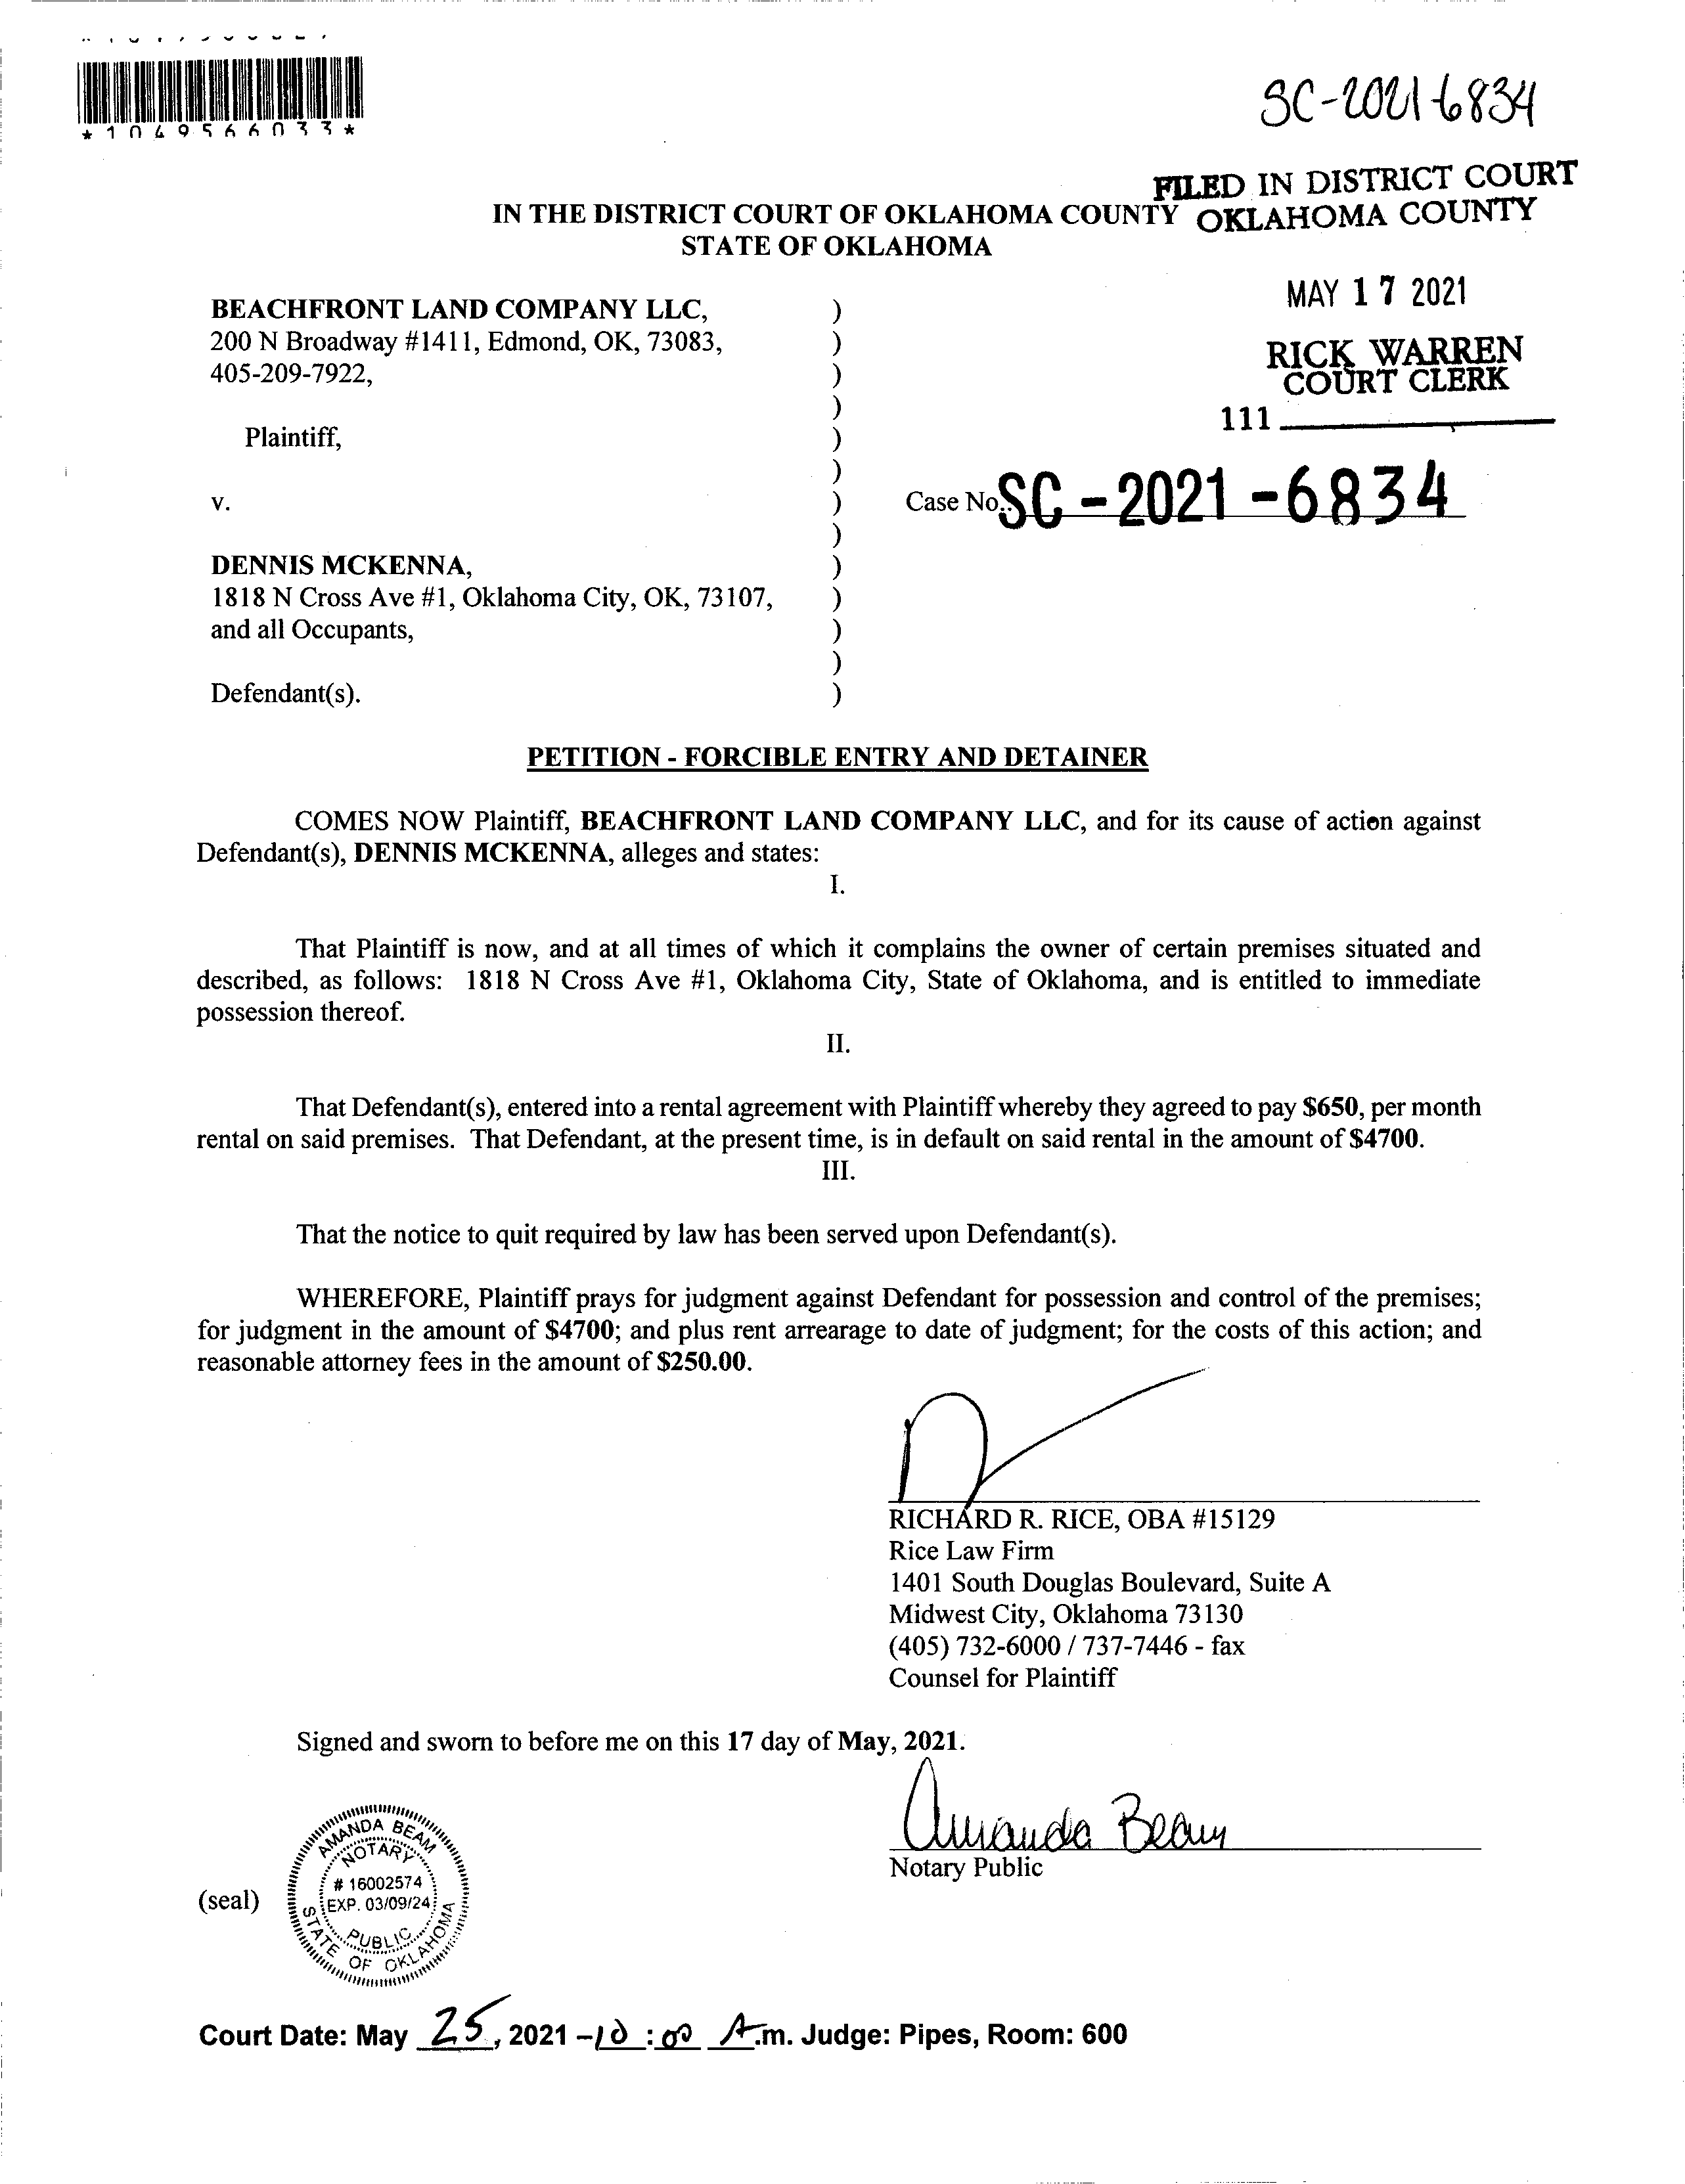 *1049566033*
SC-2021-6834
FILED IN DISTRICT COURT
OKLAHOMA COUNTY
IN THE DISTRICT COURT OF OKLAHOMA COUNTY
STATE OF OKLAHOMA
MAY 17 2021
RICK WARREN
COURT CLERK
111
BEACHFRONT LAND COMPANY LLC, )
200 N Broadway #1411, Edmond, OK, 73083, )
405-209-7922, )
)
Plaintiff, )
)
v. )
Case No.: SC-2021-6834
)
DENNIS MCKENNA, )
1818 N Cross Ave #1, Oklahoma City, OK, 73107, )
and all Occupants, )
)
Defendant(s). )
PETITION - FORCIBLE ENTRY AND DETAINER
COMES NOW Plaintiff, BEACHFRONT LAND COMPANY LLC, and for its cause of action against
Defendant(s), DENNIS MCKENNA, alleges and states:
I.
That Plaintiff is now, and at all times of which it complains the owner of certain premises situated and
described, as follows: 1818 N Cross Ave #1, Oklahoma City, State of Oklahoma, and is entitled to immediate
possession thereof.
II.
That Defendant(s), entered into a rental agreement with Plaintiff whereby they agreed to pay $650, per month
rental on said premises. That Defendant, at the present time, is in default on said rental in the amount of $4700.
III.
That the notice to quit required by law has been served upon Defendant(s).
WHEREFORE, Plaintiff prays for judgment against Defendant for possession and control of the premises;
for judgment in the amount of $4700; and plus rent arrearage to date of judgment; for the costs of this action; and
reasonable attorney fees in the amount of $250.00.
RICHARD R. RICE, OBA #15129
Rice Law Firm
1401 South Douglas Boulevard, Suite A
Midwest City, Oklahoma 73130
(405) 732-6000 / 737-7446 - fax
Counsel for Plaintiff
Signed and sworn to before me on this 17 day of May, 2021.
Amanda Beam
Notary Public
(seal)
AMANDA BEAM
NOTARY
# 16002574
EXP. 03/09/24
PUBLIC
STATE OF OKLAHOMA
Court Date: May 25, 2021 - 10:00 A.m. Judge: Pipes, Room: 600